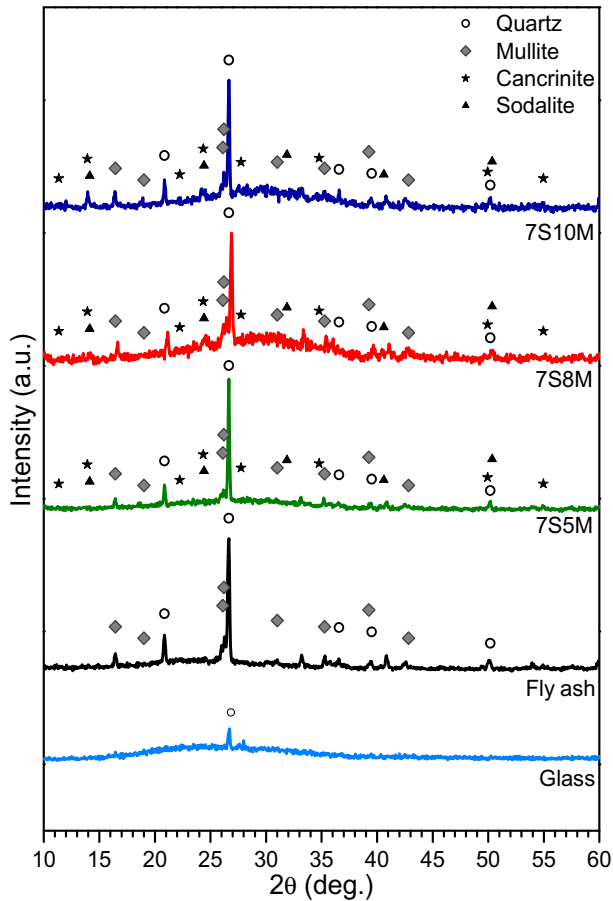 Quartz
Mullite
Cancrinite
Sodalite
7S10M
7S8M
7S5M
Fly ash
Glass
Intensity (a.u.)
10 15 20 25 30 35 40 45 50 55 60
2θ (deg.)